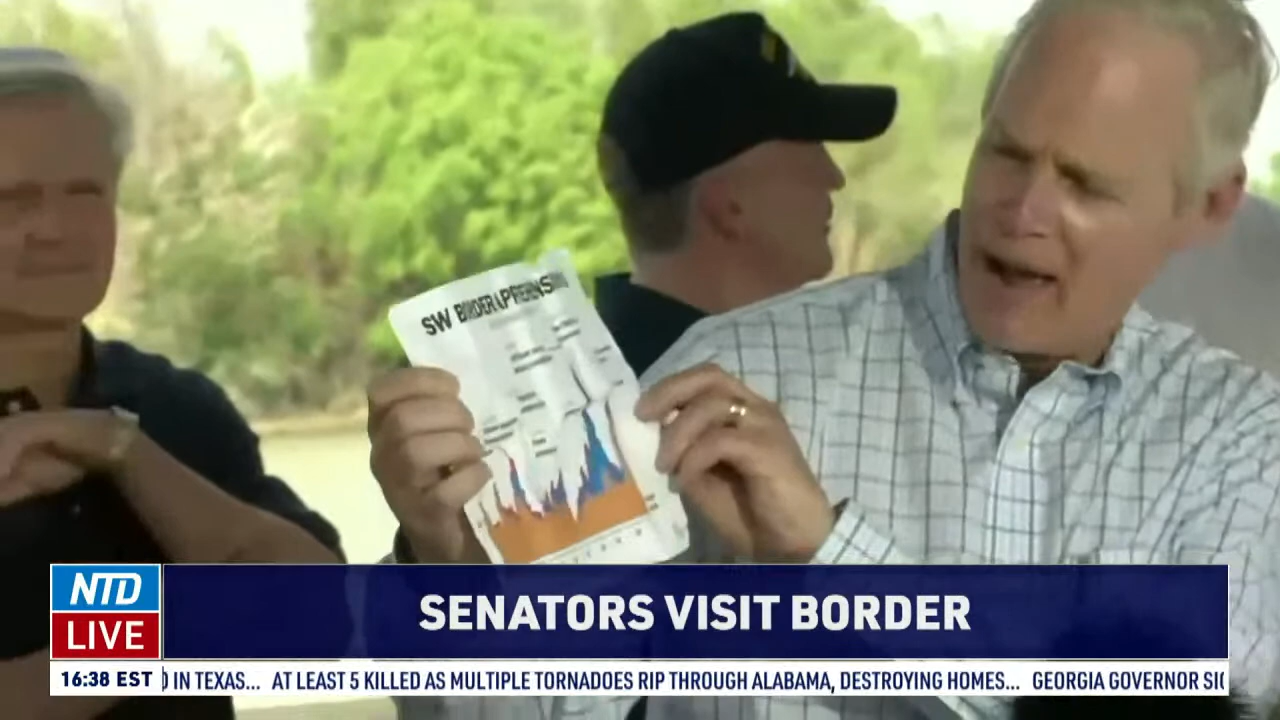 SW BORDER APPREHENSIONS
NTD
LIVE
SENATORS VISIT BORDER
16:38 EST
IN TEXAS... AT LEAST 5 KILLED AS MULTIPLE TORNADOES RIP THROUGH ALABAMA, DESTROYING HOMES... GEORGIA GOVERNOR